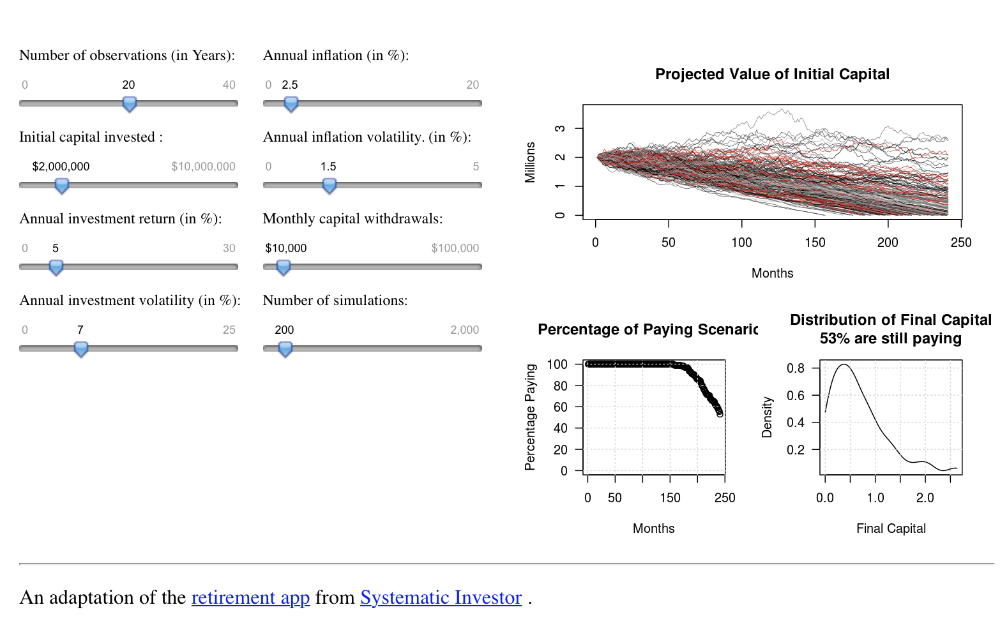 Number of observations (in Years):
0 20 40
Initial capital invested :
$2,000,000 $10,000,000
Annual investment return (in %):
0 5 30
Annual investment volatility (in %):
0 7 25
Annual inflation (in %):
0 2.5 20
Annual inflation volatility. (in %):
0 1.5 5
Monthly capital withdrawals:
$10,000 $100,000
Number of simulations:
200 2,000
Projected Value of Initial Capital
Millions
3
2
1
0
0 50 100 150 200 250
Months
Percentage of Paying Scenaric
Percentage Paying
100
80
60
40
20
0
0 50 150 250
Months
Distribution of Final Capital
53% are still paying
Density
0.8
0.6
0.4
0.2
0.0 1.0 2.0
Final Capital
An adaptation of the retirement app from Systematic Investor .